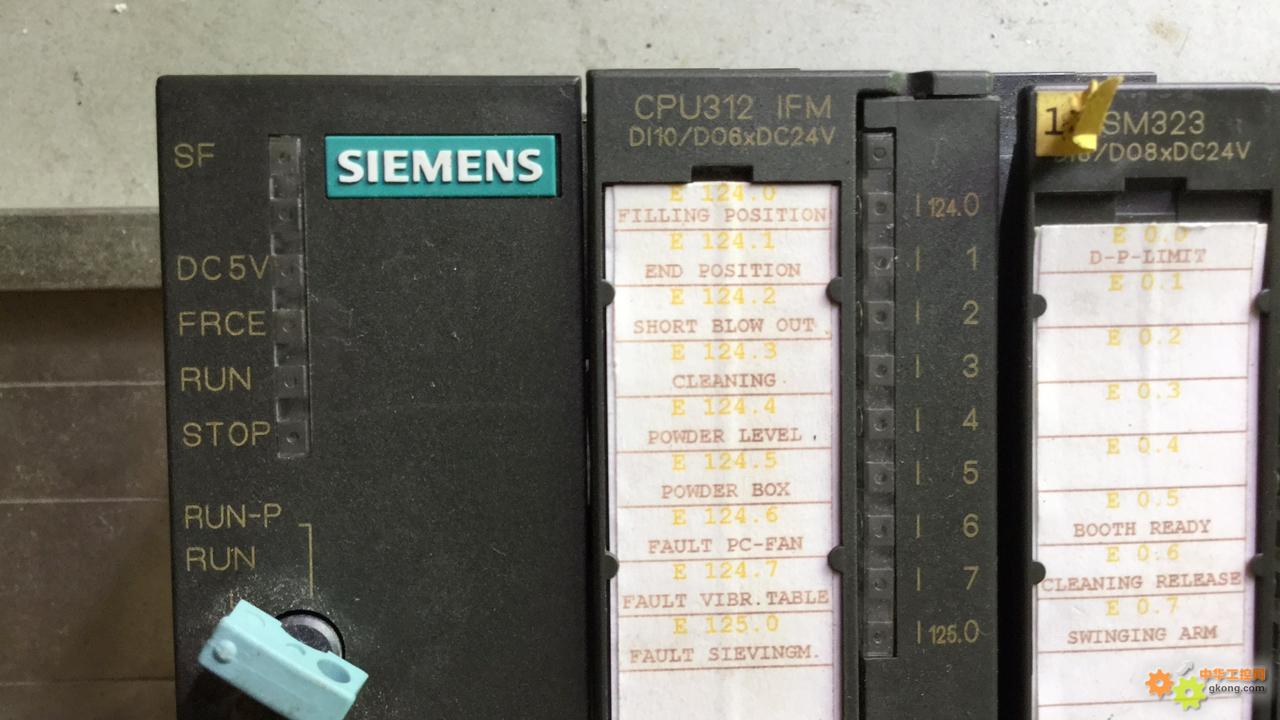 SF
SIEMENS
DC5V
FRCE
RUN
STOP
RUN-P
RUN
CPU312 IFM
DI10/DO6xDC24V
E 124.0
FILLING POSITION
E 124.1
END POSITION
E 124.2
SHORT BLOW OUT
E 124.3
CLEANING
E 124.4
POWDER LEVEL
E 124.5
POWDER BOX
E 124.6
FAULT PC-FAN
E 124.7
FAULT VIBR.TABLE
E 125.0
FAULT SIEVINGM.
I 124.0
I 1
I 2
I 3
I 4
I 5
I 6
I 7
I 125.0
1
SM323
DI8/DO8xDC24V
E 0.0
D-P-LIMIT
E 0.1
E 0.2
E 0.3
E 0.4
E 0.5
BOOTH READY
E 0.6
CLEANING RELEASE
E 0.7
SWINGING ARM
中华工控网
gkong.com